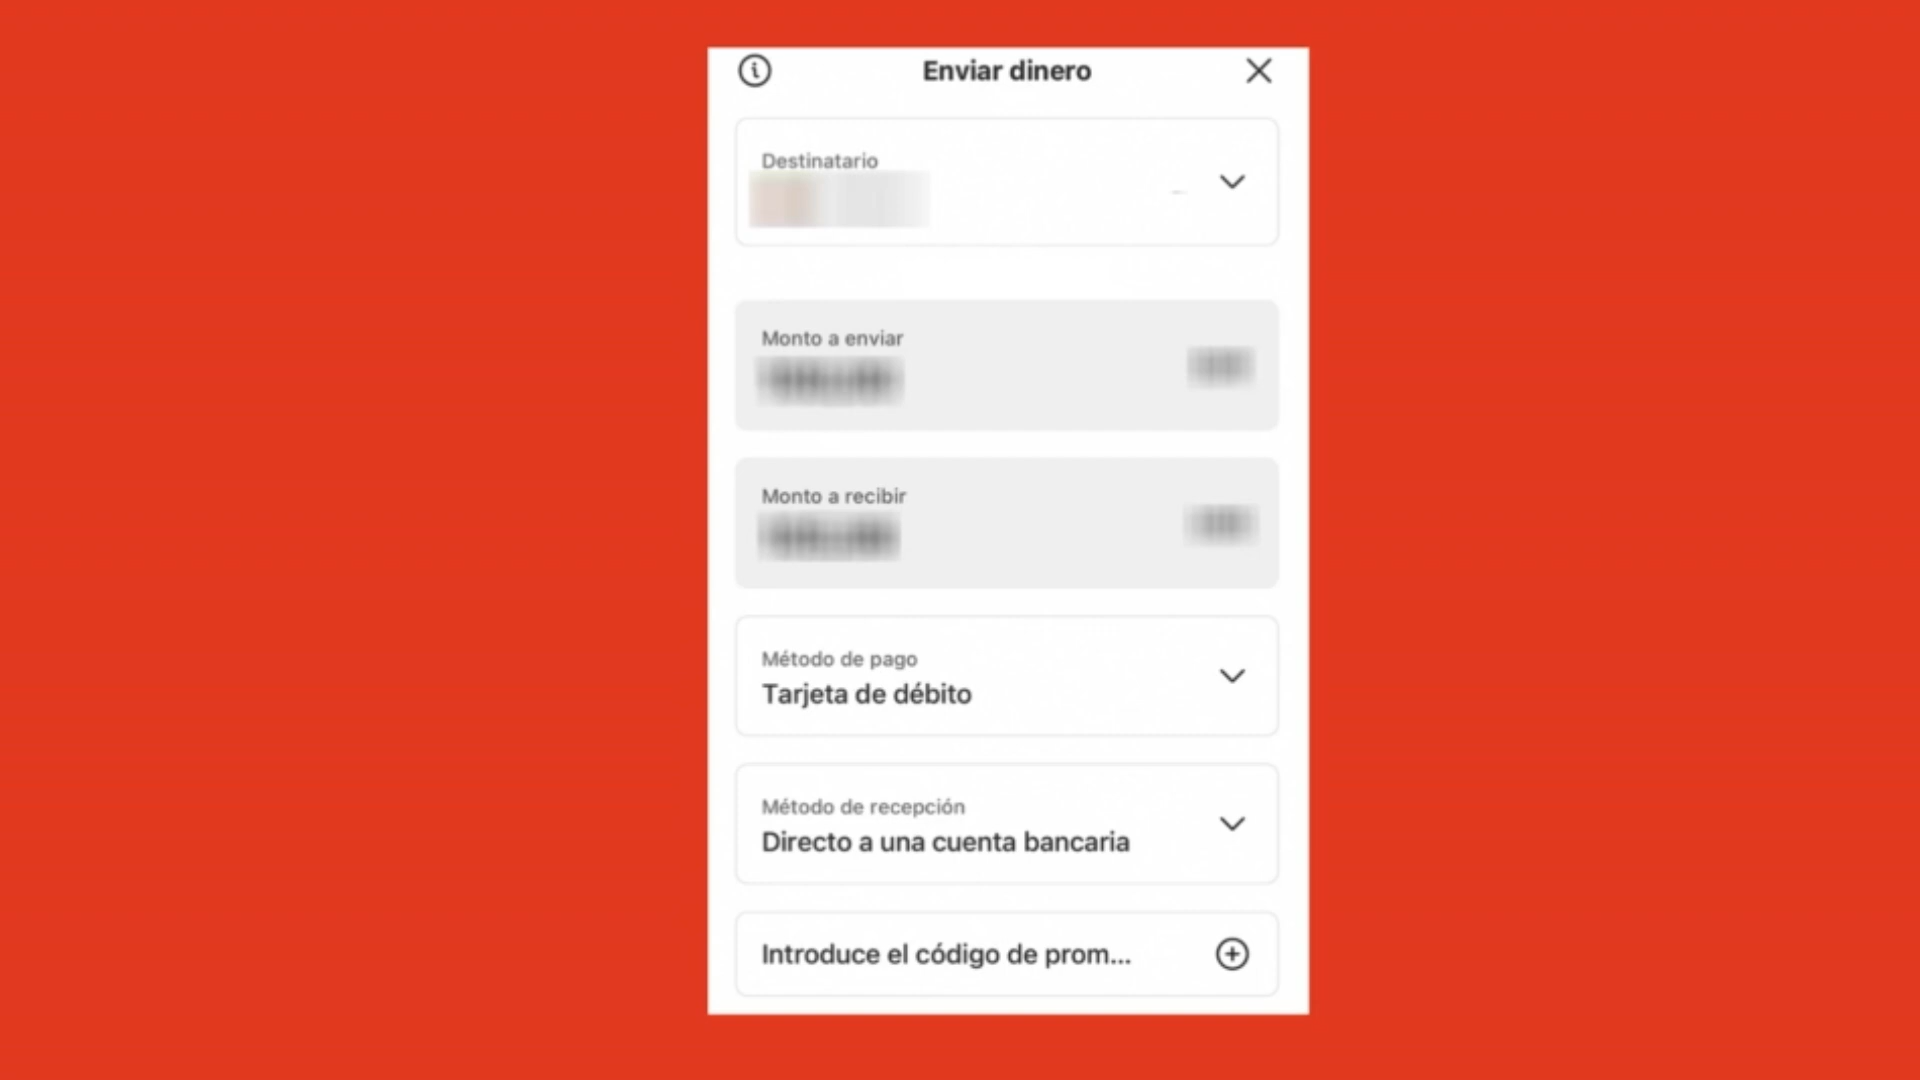 Enviar dinero
Destinatario
Monto a enviar
Monto a recibir
Método de pago
Tarjeta de débito
Método de recepción
Directo a una cuenta bancaria
Introduce el código de prom...